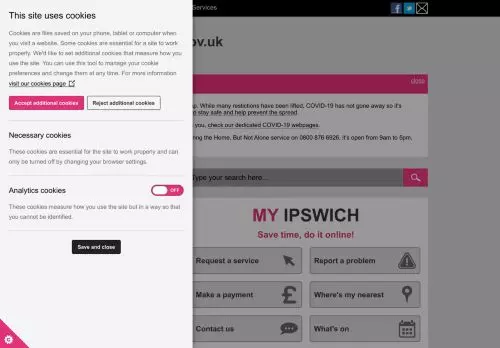 This site uses cookies
Cookies are files saved on your phone, tablet or computer when
you visit a website. Some cookies are essential for a site to work
properly. We'd like to set additional cookies that measure how you
use the site. You can use this tool to manage your cookie
preferences and change them at any time. For more information
visit our cookies page
Accept additional cookies
Reject additional cookies
Necessary cookies
These cookies are essential for the site to work properly and can
only be turned off by changing your browser settings.
Analytics cookies
OFF
These cookies measure how you use the site but in a way so that
you cannot be identified.
Save and close
Services
ov.uk
close
p. While many restrictions have been lifted, COVID-19 has not gone away so it's
d stay safe and help prevent the spread.
you, check our dedicated COVID-19 webpages.
ring the Home. But Not Alone service on 0800 876 6926, it's open from 9am to 5pm,
Type your search here...
MY IPSWICH
Save time, do it online!
Request a service
Report a problem
Make a payment
Where's my nearest
Contact us
What's on